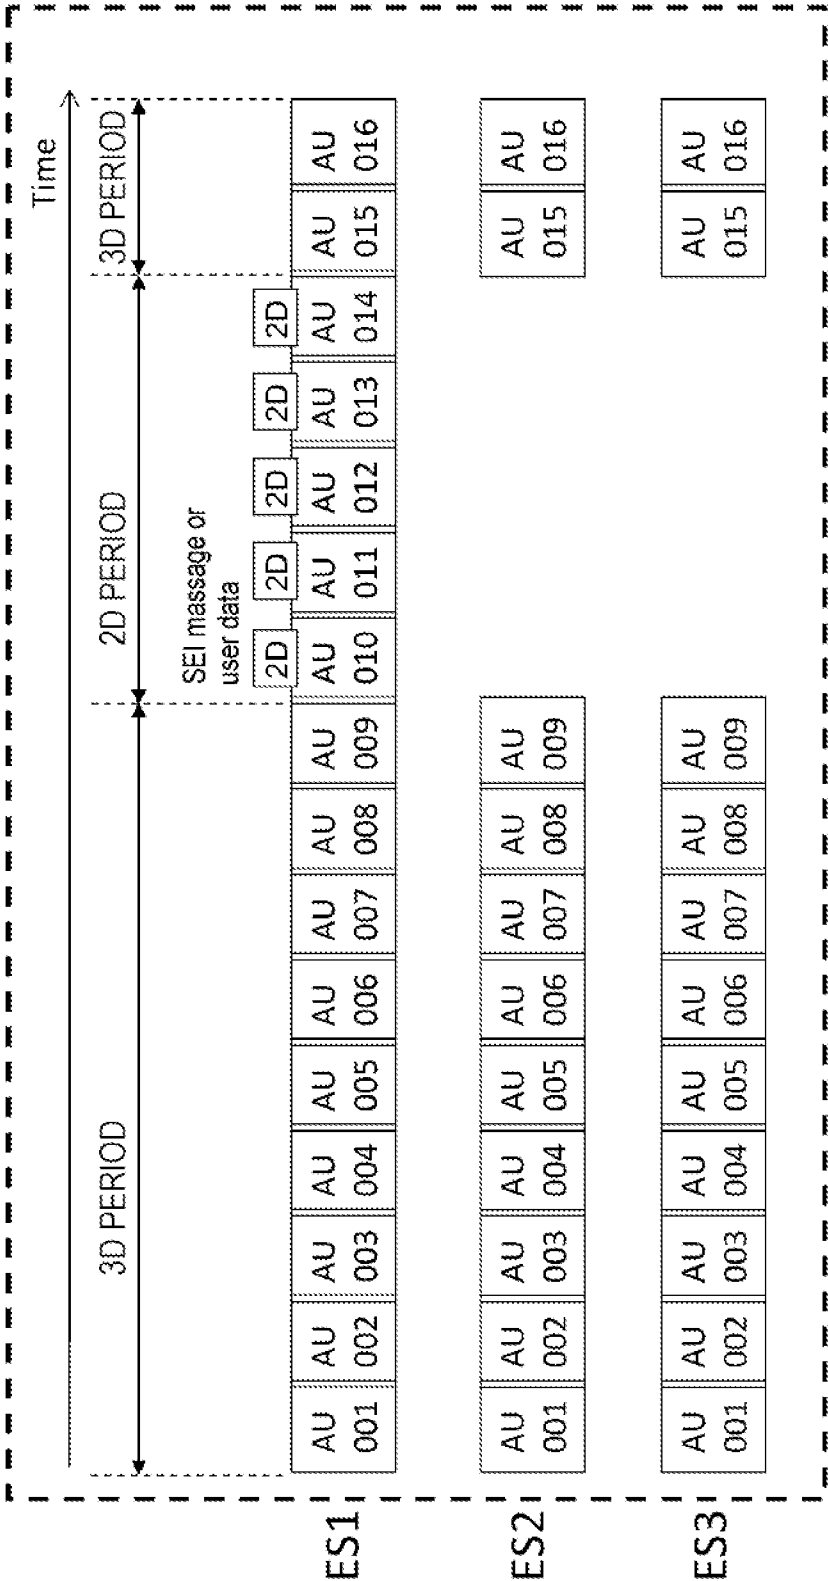 Time
3D PERIOD
2D PERIOD
3D PERIOD
SEI massage or
user data
2D
2D
2D
2D
2D
ES1
AU 001
AU 002
AU 003
AU 004
AU 005
AU 006
AU 007
AU 008
AU 009
AU 010
AU 011
AU 012
AU 013
AU 014
AU 015
AU 016
ES2
AU 001
AU 002
AU 003
AU 004
AU 005
AU 006
AU 007
AU 008
AU 009
AU 015
AU 016
ES3
AU 001
AU 002
AU 003
AU 004
AU 005
AU 006
AU 007
AU 008
AU 009
AU 015
AU 016